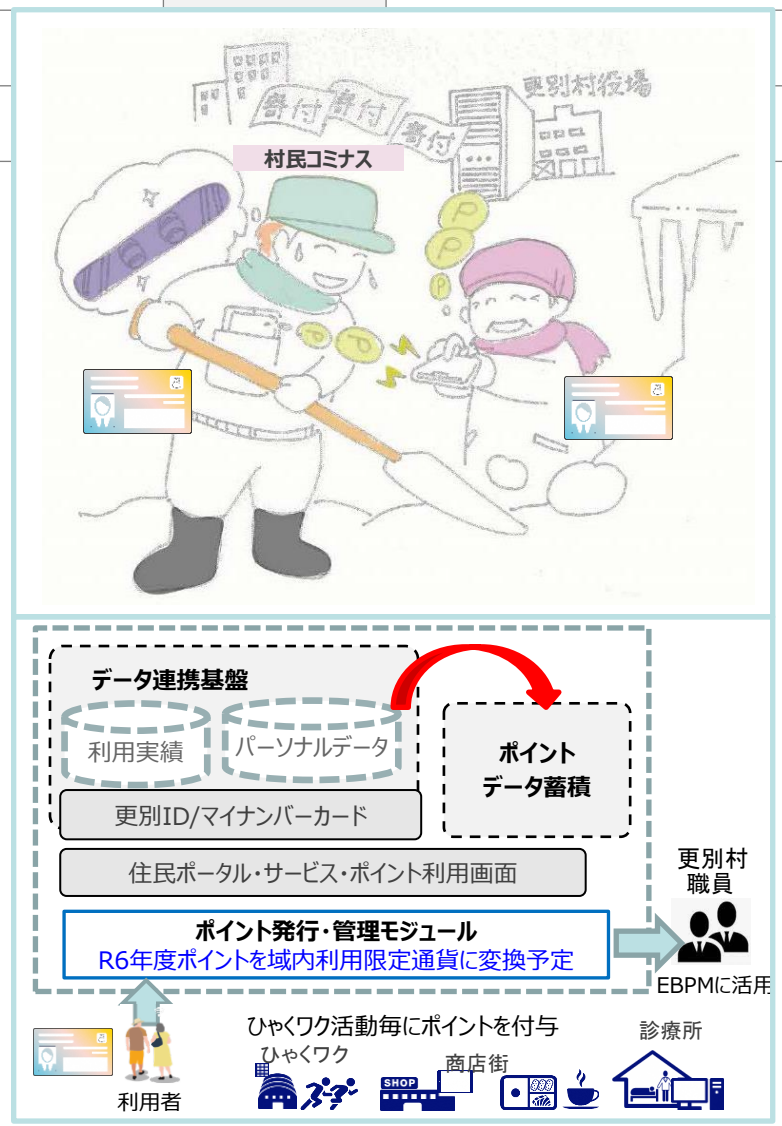 寄付
寄付
寄付
更別村役場
村民コミナス
P
P
P
P
P
データ連携基盤
利用実績
パーソナルデータ
ポイント
データ蓄積
更別ID/マイナンバーカード
住民ポータル・サービス・ポイント利用画面
ポイント発行・管理モジュール
R6年度ポイントを域内利用限定通貨に変換予定
更別村
職員
EBPMに活用
ひゃくワク活動毎にポイントを付与
ひゃくワク
商店街
診療所
SHOP
利用者